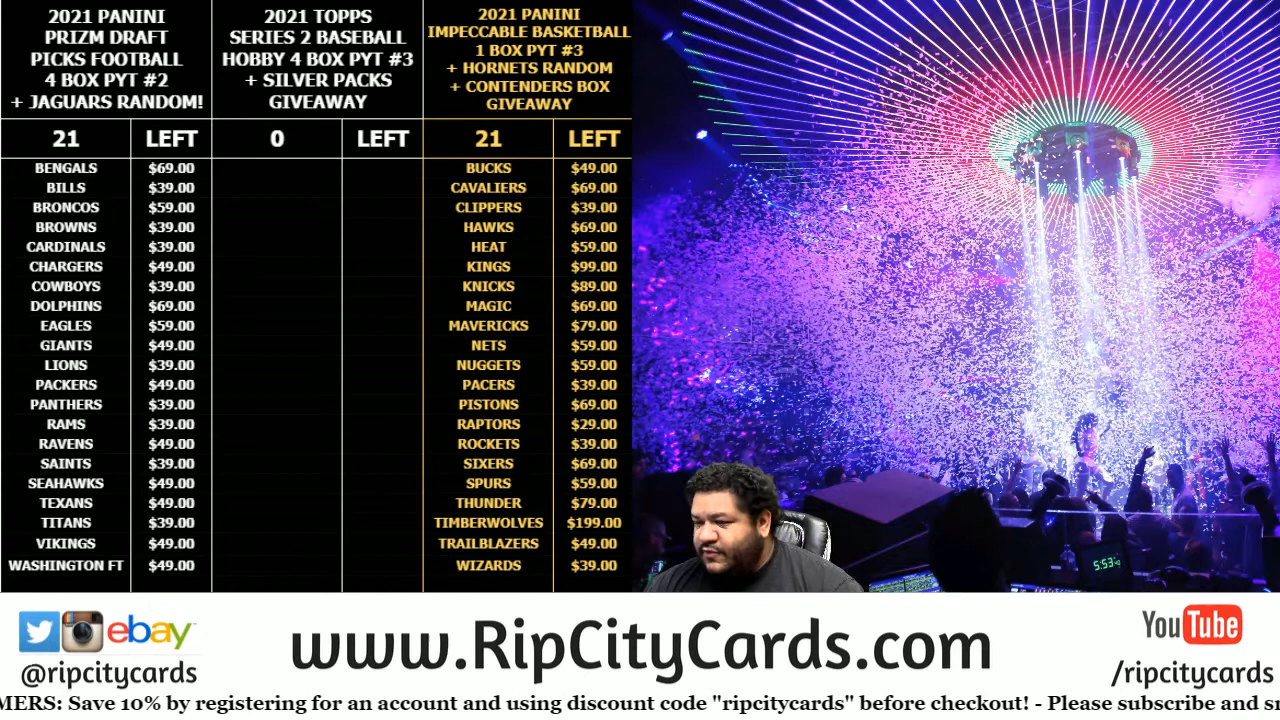 2021 PANINI
PRIZM DRAFT
PICKS FOOTBALL
4 BOX PYT #2
+ JAGUARS RANDOM!
21 LEFT
BENGALS $69.00
BILLS $39.00
BRONCOS $59.00
BROWNS $39.00
CARDINALS $39.00
CHARGERS $49.00
COWBOYS $39.00
DOLPHINS $69.00
EAGLES $59.00
GIANTS $49.00
LIONS $39.00
PACKERS $49.00
PANTHERS $39.00
RAMS $39.00
RAVENS $49.00
SAINTS $39.00
SEAHAWKS $49.00
TEXANS $49.00
TITANS $39.00
VIKINGS $49.00
WASHINGTON FT $49.00
2021 TOPPS
SERIES 2 BASEBALL
HOBBY 4 BOX PYT #3
+ SILVER PACKS
GIVEAWAY
0 LEFT
2021 PANINI
IMPECCABLE BASKETBALL
1 BOX PYT #3
+ HORNETS RANDOM
+ CONTENDERS BOX
GIVEAWAY
21 LEFT
BUCKS $49.00
CAVALIERS $69.00
CLIPPERS $39.00
HAWKS $69.00
HEAT $59.00
KINGS $99.00
KNICKS $89.00
MAGIC $69.00
MAVERICKS $79.00
NETS $59.00
NUGGETS $59.00
PACERS $39.00
PISTONS $69.00
RAPTORS $29.00
ROCKETS $39.00
SIXERS $69.00
SPURS $59.00
THUNDER $79.00
TIMBERWOLVES $199.00
TRAILBLAZERS $49.00
WIZARDS $39.00
5:53
ebay
@ripcitycards
www.RipCityCards.com
YouTube
/ripcitycards
MERS: Save 10% by registering for an account and using discount code "ripcitycards" before checkout! - Please subscribe and s